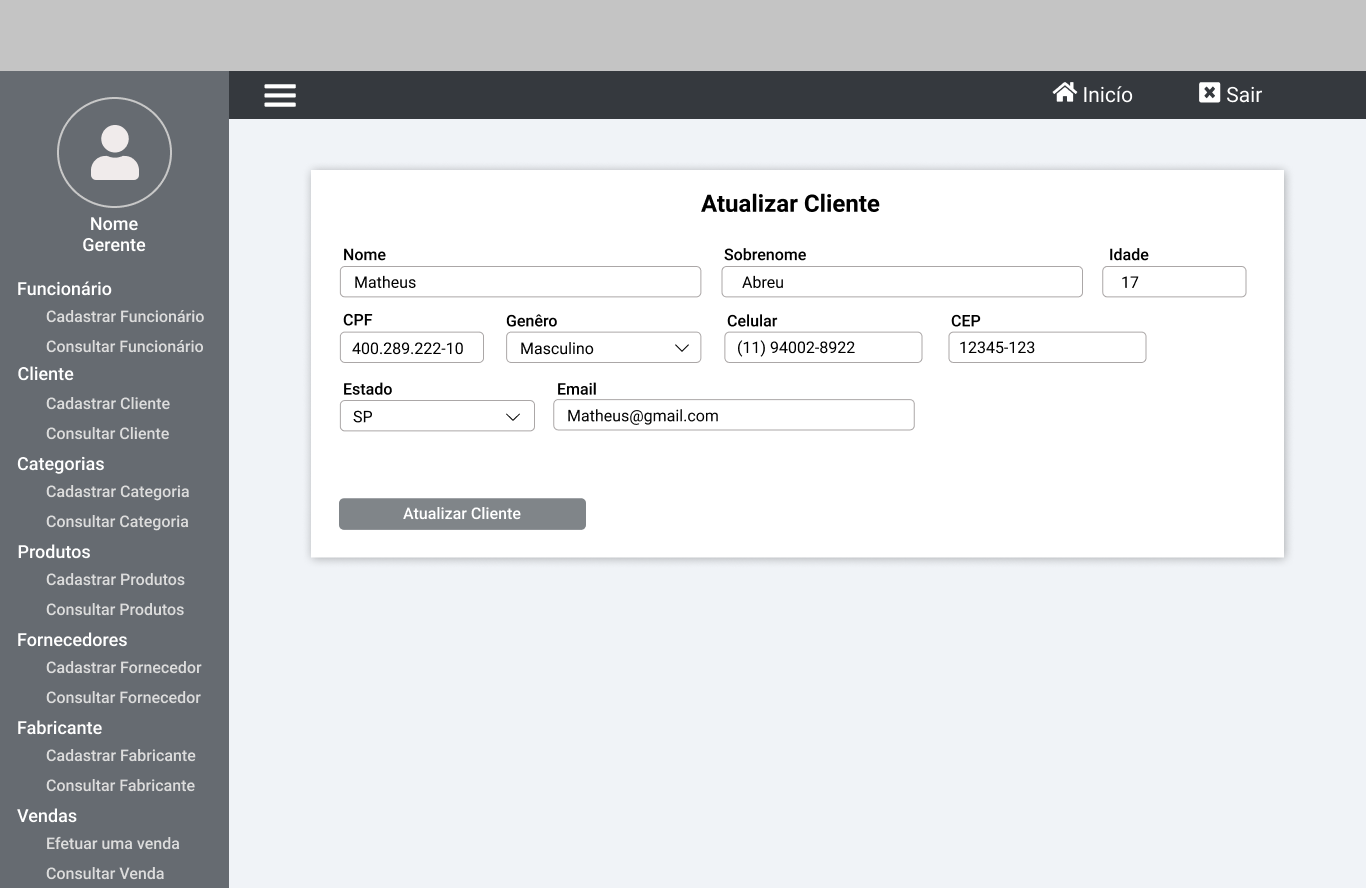 Inicío
Sair
Nome
Gerente
Funcionário
Cadastrar Funcionário
Consultar Funcionário
Cliente
Cadastrar Cliente
Consultar Cliente
Categorias
Cadastrar Categoria
Consultar Categoria
Produtos
Cadastrar Produtos
Consultar Produtos
Fornecedores
Cadastrar Fornecedor
Consultar Fornecedor
Fabricante
Cadastrar Fabricante
Consultar Fabricante
Vendas
Efetuar uma venda
Consultar Venda
Atualizar Cliente
Nome
Matheus
Sobrenome
Abreu
Idade
17
CPF
400.289.222-10
Genêro
Masculino
Celular
(11) 94002-8922
CEP
12345-123
Estado
SP
Email
Matheus@gmail.com
Atualizar Cliente